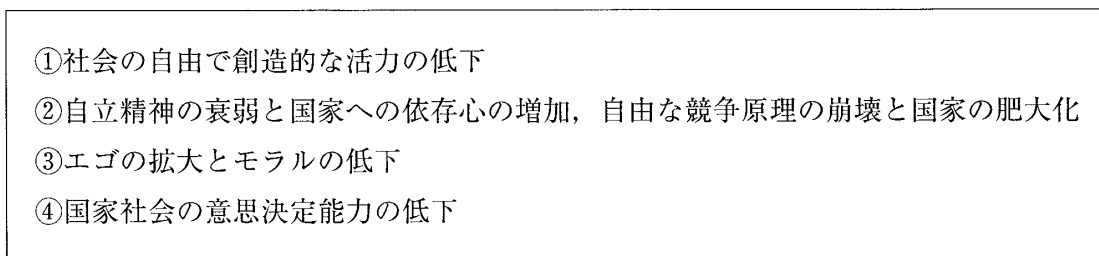 ①社会の自由で創造的な活力の低下
②自立精神の衰弱と国家への依存心の増加，自由な競争原理の崩壊と国家の肥大化
③エゴの拡大とモラルの低下
④国家社会の意思決定能力の低下